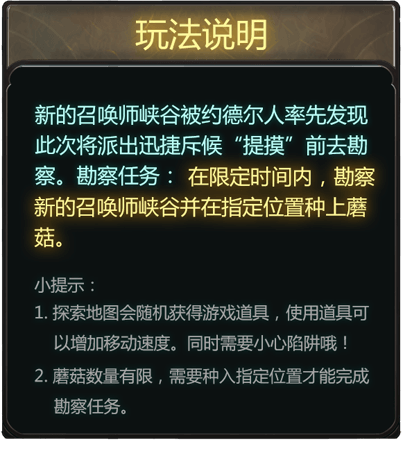 玩法说明
新的召唤师峡谷被约德尔人率先发现
此次将派出迅捷斥候“提摸”前去勘
察。勘察任务：在限定时间内，勘察
新的召唤师峡谷并在指定位置种上蘑
菇。
小提示：
1. 探索地图会随机获得游戏道具，使用道具可
以增加移动速度。同时需要小心陷阱哦！
2. 蘑菇数量有限，需要种入指定位置才能完成
勘察任务。